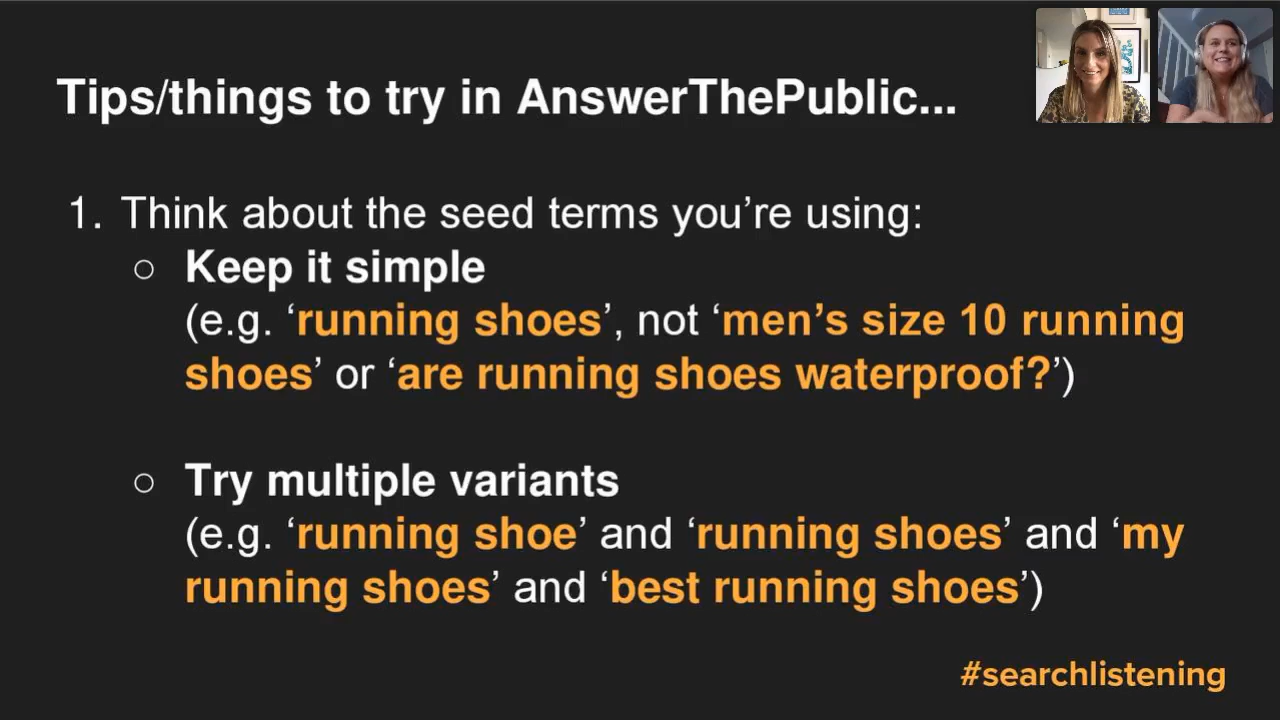 Tips/things to try in AnswerThePublic...
1. Think about the seed terms you’re using:
○ Keep it simple
(e.g. ‘running shoes’, not ‘men’s size 10 running
shoes’ or ‘are running shoes waterproof?’)
○ Try multiple variants
(e.g. ‘running shoe’ and ‘running shoes’ and ‘my
running shoes’ and ‘best running shoes’)
#searchlistening